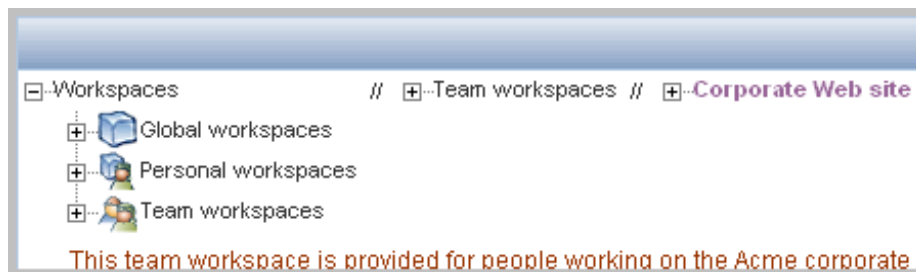 Workspaces // Team workspaces // Corporate Web site
Global workspaces
Personal workspaces
Team workspaces
This team workspace is provided for people working on the Acme corporate